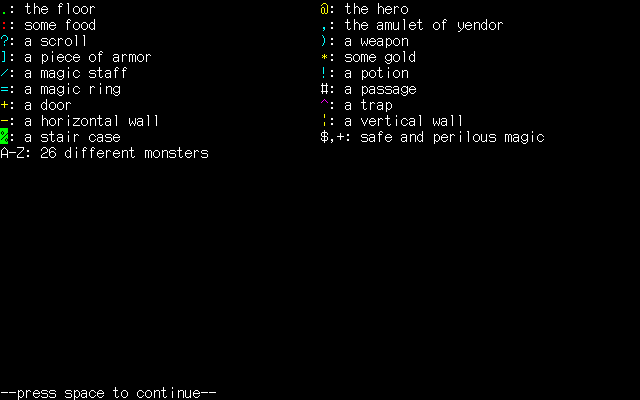 .: the floor @: the hero
:: some food ,: the amulet of yendor
?: a scroll ): a weapon
]: a piece of armor *: some gold
/: a magic staff !: a potion
=: a magic ring #: a passage
+: a door ^: a trap
-: a horizontal wall ¦: a vertical wall
%: a stair case $,+: safe and perilous magic
A-Z: 26 different monsters
--press space to continue--